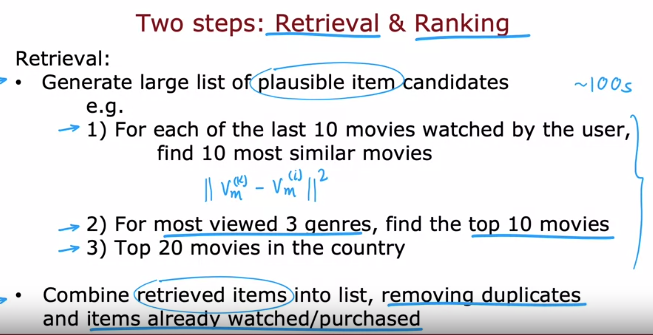 Two steps: Retrieval & Ranking
Retrieval:
• Generate large list of plausible item candidates ~100s
e.g.
→ 1) For each of the last 10 movies watched by the user,
find 10 most similar movies
|| V_m^(k) - V_m^(i) ||^2
→ 2) For most viewed 3 genres, find the top 10 movies
→ 3) Top 20 movies in the country
• Combine retrieved items into list, removing duplicates
and items already watched/purchased